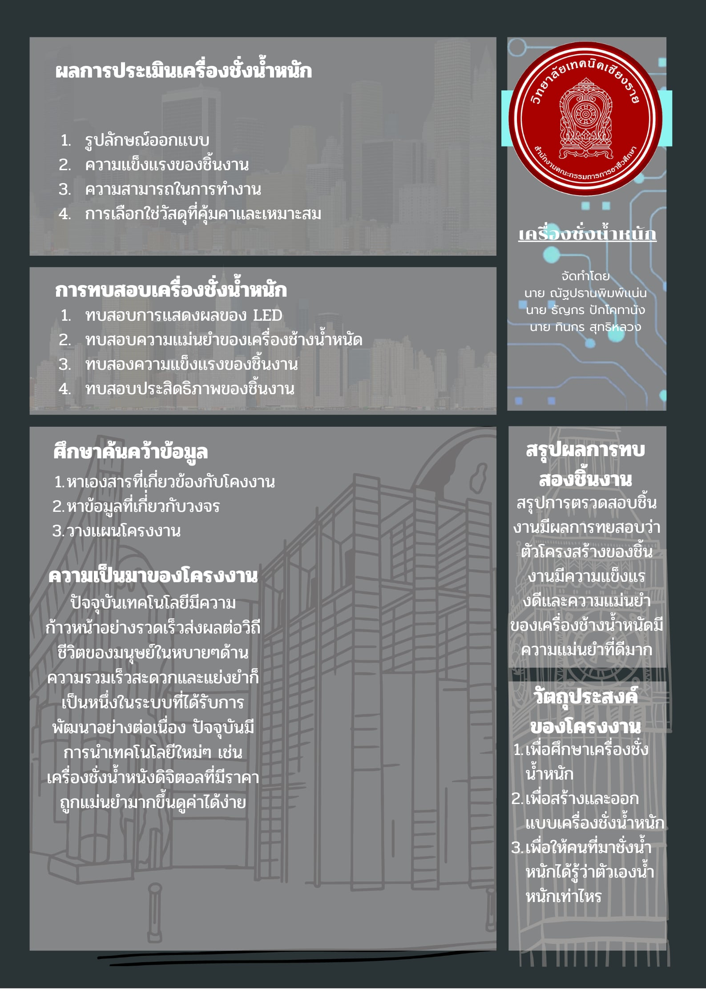 ผลการประเมินเครื่องชั่งน้ำหนัก
1. รูปลักษณ์ออกแบบ
2. ความแข็งแรงของชิ้นงาน
3. ความสามารถในการทำงาน
4. การเลือกใช่วัสดุที่คุ้มคาและเหมาะสม
การทบสอบเครื่องชั่งน้ำหนัก
1. ทบสอบการแสดงผลของ LED
2. ทบสอบความแม่นยำของเครื่องช้างน้ำหนัด
3. ทบสองความแข็งแรงของชิ้นงาน
4. ทบสอบประสิดธิภาพของชิ้นงาน
ศึกษาค้นคว้าข้อมูล
1. หาเองสารที่เกี่ยวข้องกับโคงงาน
2. หาข้อมูลที่เกี่่ยวกับวงจร
3. วางแผนโครงงาน
ความเป็นมาของโครงงาน
ปัจจุบันเทคโนโลยีมีความ
ก้าวหน้าอย่างรวดเร็วส่งผลต่อวิถี
ชีวิตของมนุษย์ในหบายๆด้าน
ความรวมเร็วสะดวกและแย่งยำก็
เป็นหนึ่งในระบบที่ได้รับการ
พัฒนาอย่างต่อเนื่อง ปัจจุบันมี
การนำเทคโนโลยีใหม่ๆ เช่น
เครื่องชั่งน้ำหนังดิจิตอลที่มีราคา
ถูกแม่นยำมากขึ้นดูค่าได้ง่าย
วิทยาลัยเทคนิคเชียงราย
สำนักงานคณะกรรมการการอาชีวศึกษา
เครื่องชั่งน้ำหนัก
จัดทำโดย
นาย ณัฐปธานพิมพ์แน่น
นาย ธัญกร ปักโคทานัง
นาย ทินกร สุทธิหลวง
สรุปผลการทบ
สองชิ้นงาน
สรุปการตรวดสอบชิ้น
งานมีผลการทยสอบว่า
ตัวโครงสร้างของชิ้น
งานมีความแข็งแร
งดีและความแม่นยำ
ของเครื่องช้างน้ำหนัดมี
ความแม่นยำที่ดีมาก
วัตถุประสงค์
ของโครงงาน
1. เพื่อศึกษาเครื่องชั่ง
น้ำหนัก
2. เพื่อสร้างและออก
แบบเครื่องชั่งน้ำหนัก
3. เพื่อให้คนที่มาชั่งน้ำ
หนักได้รู้ว่าตัวเองน้ำ
หนักเท่าไหร